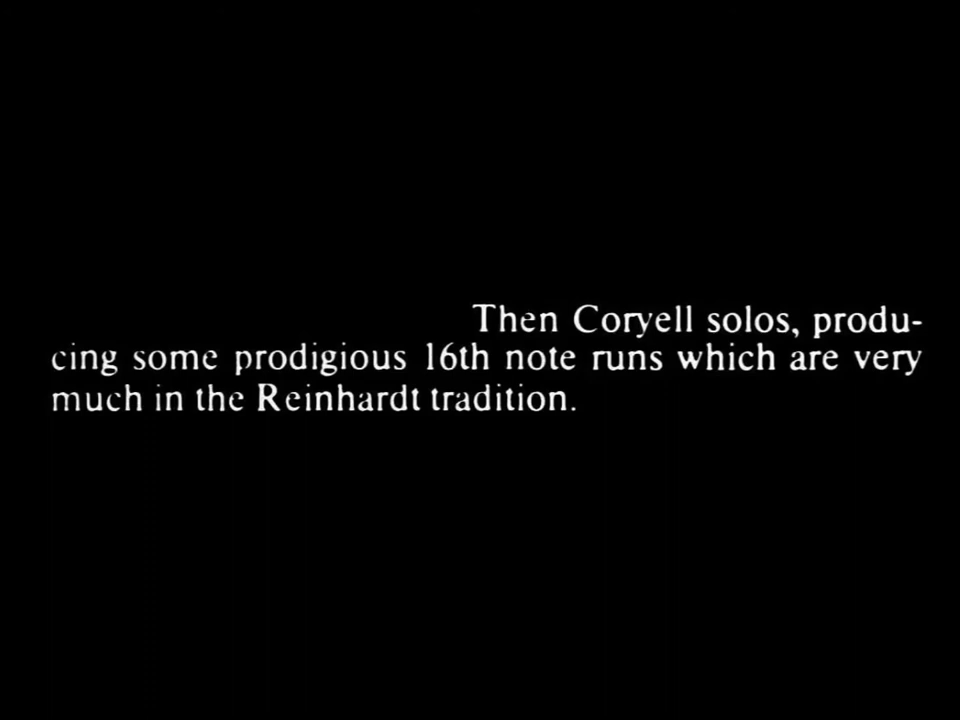 Then Coryell solos, produ-
cing some prodigious 16th note runs which are very
much in the Reinhardt tradition.